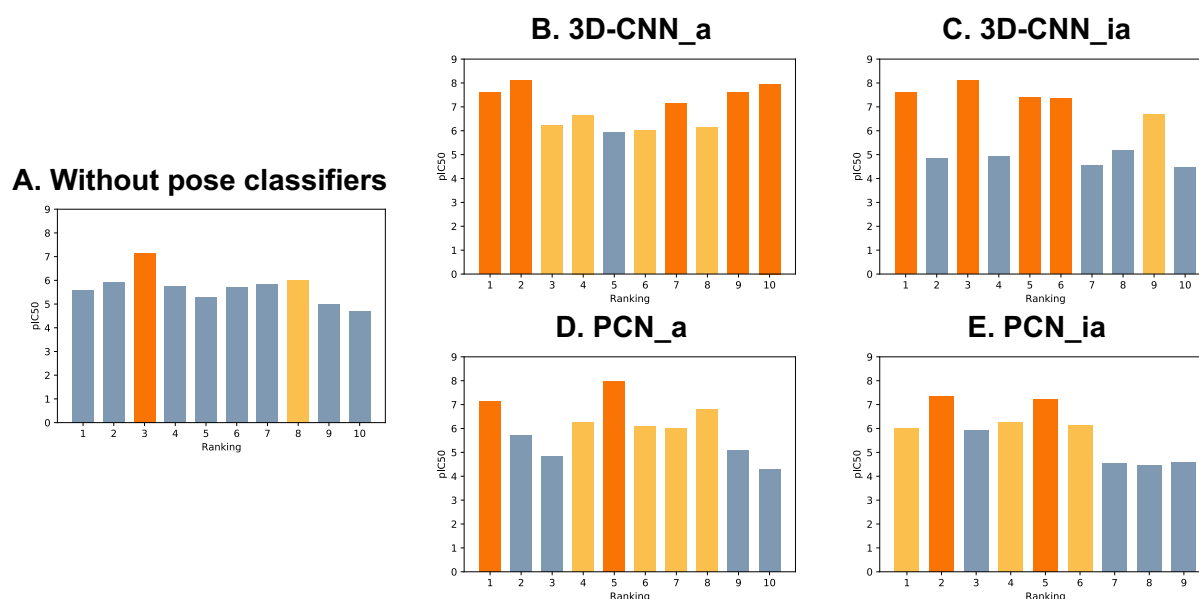 A. Without pose classifiers
9
8
7
6
5
4
3
2
1
0
pIC50
1 2 3 4 5 6 7 8 9 10
Ranking
B. 3D-CNN_a
9
8
7
6
5
4
3
2
1
0
pIC50
1 2 3 4 5 6 7 8 9 10
Ranking
C. 3D-CNN_ia
9
8
7
6
5
4
3
2
1
0
pIC50
1 2 3 4 5 6 7 8 9 10
Ranking
D. PCN_a
9
8
7
6
5
4
3
2
1
0
pIC50
1 2 3 4 5 6 7 8 9 10
Ranking
E. PCN_ia
9
8
7
6
5
4
3
2
1
0
pIC50
1 2 3 4 5 6 7 8 9
Ranking